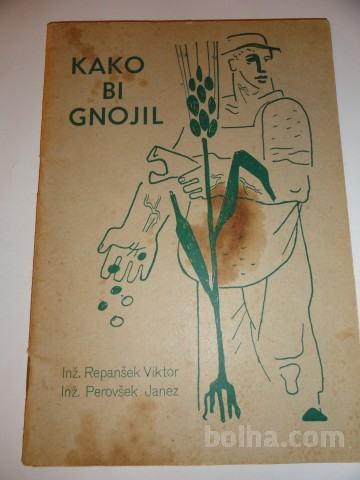 KAKO
BI
GNOJIL
Inž. Repanšek Viktor
Inž. Perovšek Janez
bolha.com